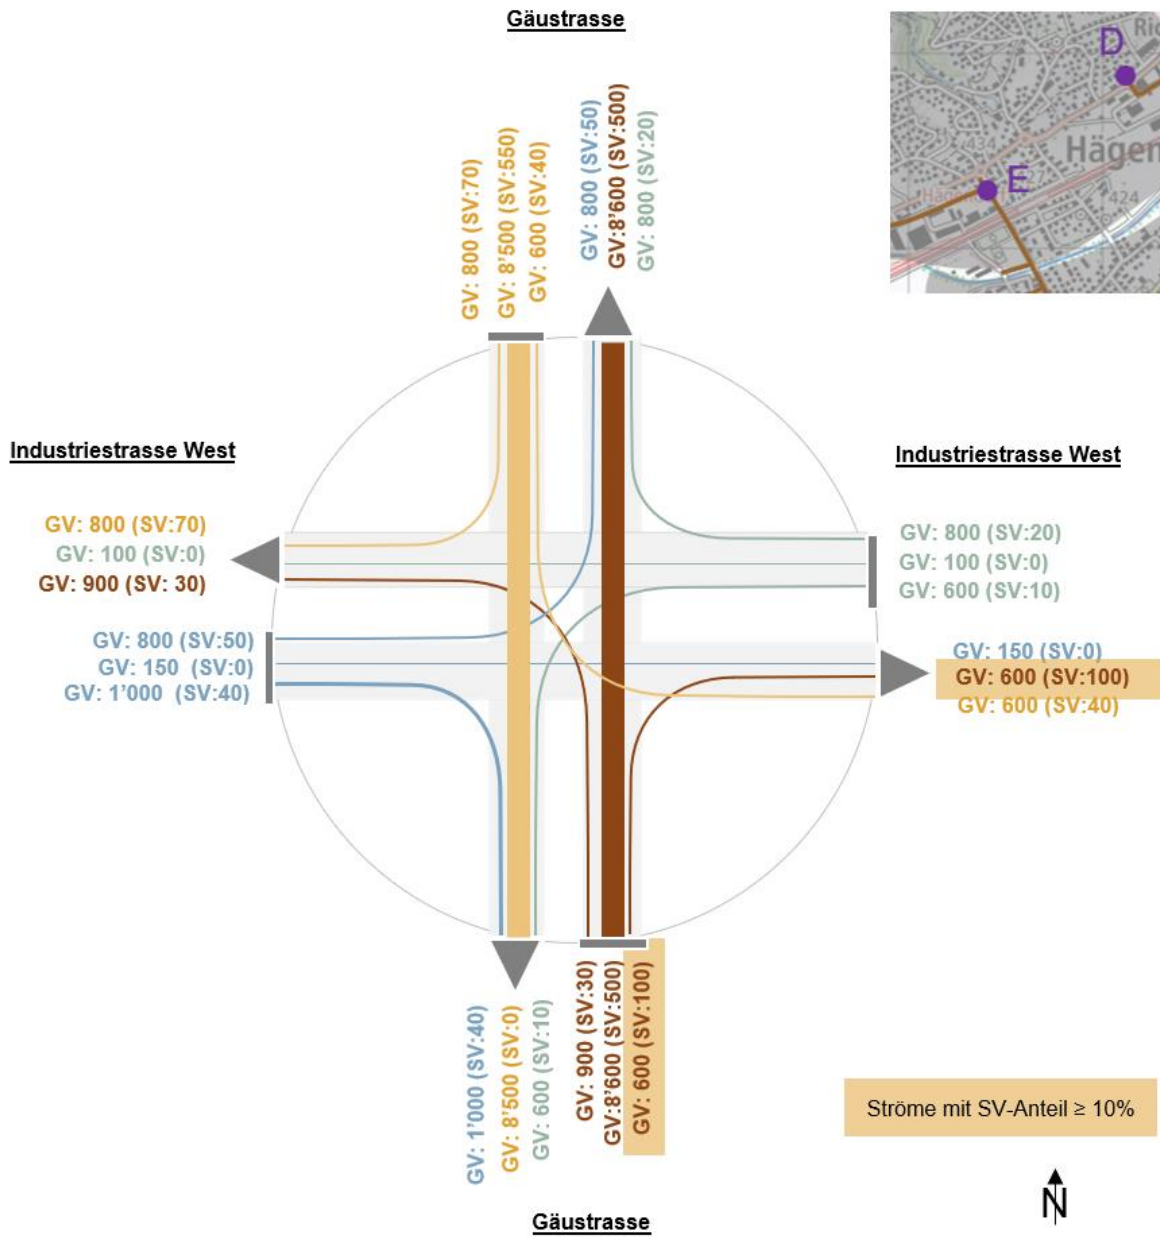 Gäustrasse
GV: 800 (SV:70)
GV: 8'500 (SV:550)
GV: 600 (SV:40)
GV: 800 (SV:50)
GV:8'600 (SV:500)
GV: 800 (SV:20)
D
E
Hägen
424
Industriestrasse West
GV: 800 (SV:70)
GV: 100 (SV:0)
GV: 900 (SV: 30)
GV: 800 (SV:50)
GV: 150 (SV:0)
GV: 1'000 (SV:40)
Industriestrasse West
GV: 800 (SV:20)
GV: 100 (SV:0)
GV: 600 (SV:10)
GV: 150 (SV:0)
GV: 600 (SV:100)
GV: 600 (SV:40)
GV: 1'000 (SV:40)
GV: 8'500 (SV:0)
GV: 600 (SV:10)
GV: 900 (SV:30)
GV:8'600 (SV:500)
GV: 600 (SV:100)
Ströme mit SV-Anteil ≥ 10%
N
Gäustrasse